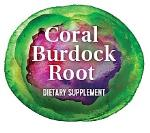 Coral
Burdock
Root
DIETARY SUPPLEMENT